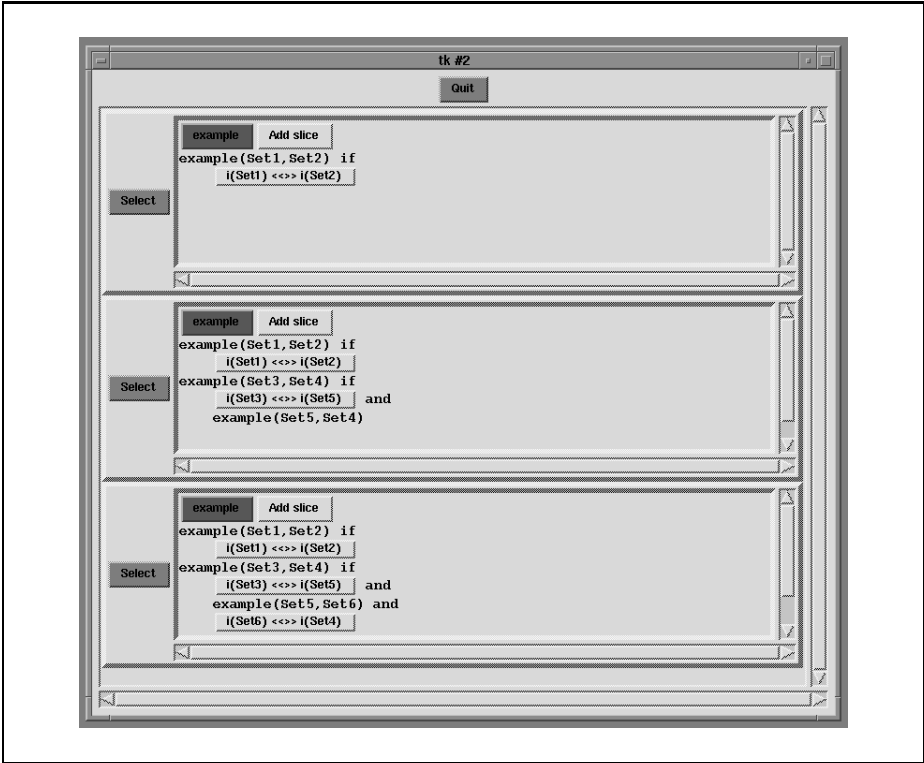 tk #2
Quit
example Add slice
example(Set1,Set2) if
i(Set1) <<>> i(Set2)
Select
example Add slice
example(Set1,Set2) if
i(Set1) <<>> i(Set2)
example(Set3,Set4) if
Select
i(Set3) <<>> i(Set5) and
example(Set5,Set4)
example Add slice
example(Set1,Set2) if
i(Set1) <<>> i(Set2)
example(Set3,Set4) if
Select
i(Set3) <<>> i(Set5) and
example(Set5,Set6) and
i(Set6) <<>> i(Set4)